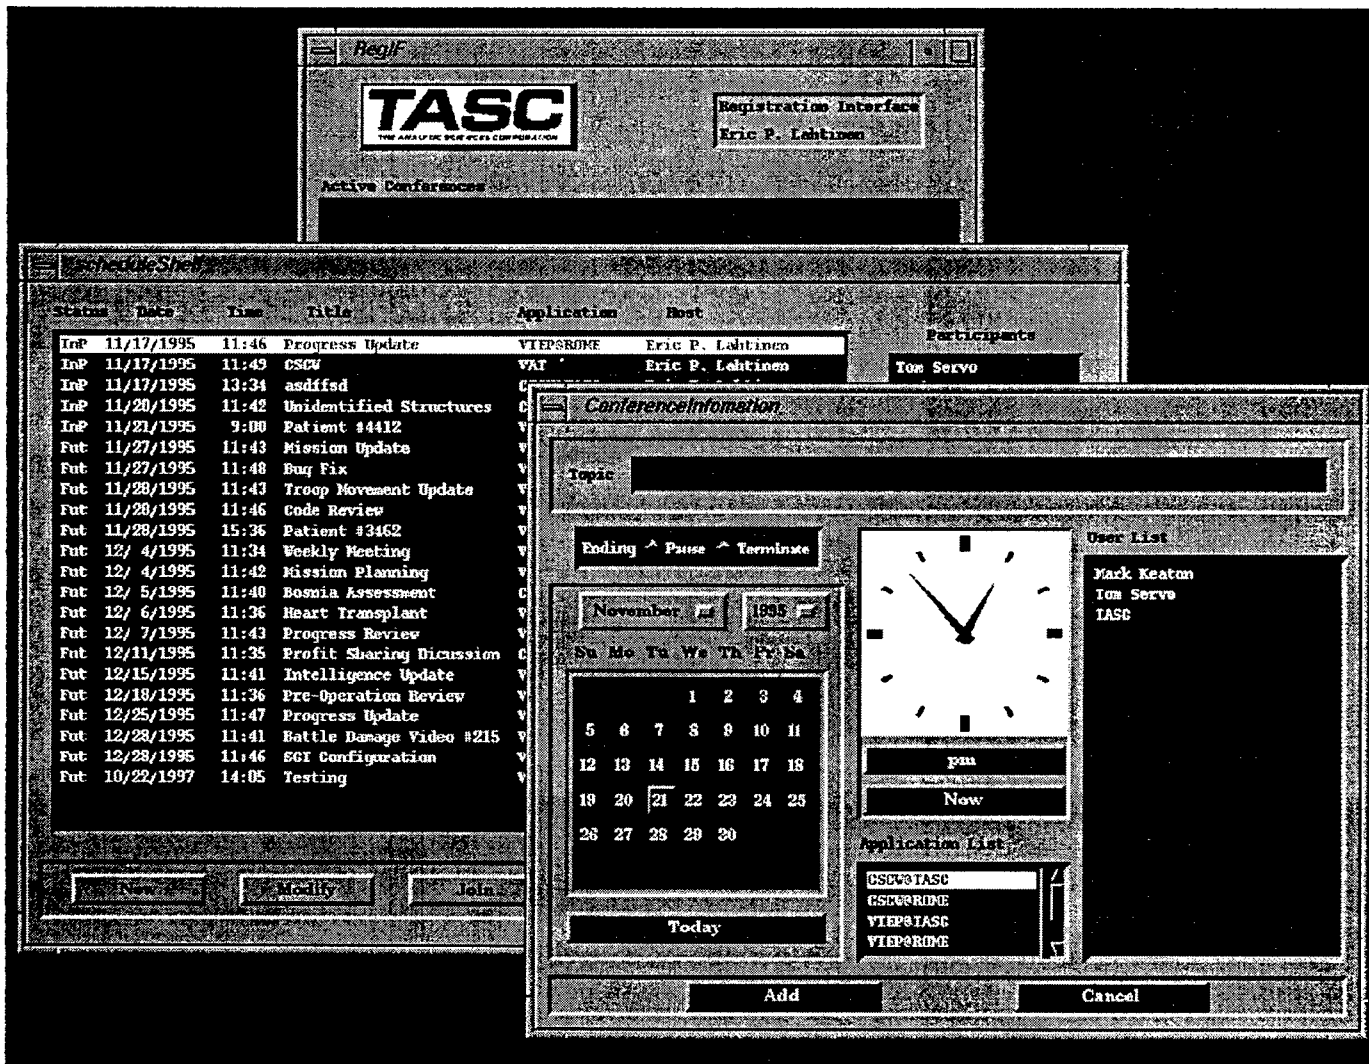 RegIF
TASC
THE ANALYTIC SCIENCES CORPORATION
Registration Interface
Eric P. Lahtinen
Active Conferences
scheduleShell
Status Date Time Title Application Host
Participants
InP 11/17/1995 11:46 Progress Update VIEP@ROME Eric P. Lahtinen
Tom Servo
InP 11/17/1995 11:49 CSCW VAT Eric P. Lahtinen
InP 11/17/1995 13:34 asdffsd
InP 11/20/1995 11:42 Unidentified Structures
InP 11/21/1995 9:00 Patient #4412
Fut 11/27/1995 11:43 Mission Update
Fut 11/27/1995 11:48 Bug Fix
Fut 11/28/1995 11:43 Troop Movement Update
Fut 11/28/1995 11:46 Code Review
Fut 11/28/1995 15:36 Patient #3462
Fut 12/ 4/1995 11:34 Weekly Meeting
Fut 12/ 4/1995 11:42 Mission Planning
Fut 12/ 5/1995 11:40 Bosnia Assessment
Fut 12/ 6/1995 11:36 Heart Transplant
Fut 12/ 7/1995 11:43 Progress Review
Fut 12/11/1995 11:35 Profit Sharing Dicussion
Fut 12/15/1995 11:41 Intelligence Update
Fut 12/18/1995 11:36 Pre-Operation Review
Fut 12/25/1995 11:47 Progress Update
Fut 12/28/1995 11:41 Battle Damage Video #215
Fut 12/28/1995 11:46 SGI Configuration
Fut 10/22/1997 14:05 Testing
New Modify Join
ConferenceInfomation
Topic
Ending Pause Terminate
November 1995
Su Mo Tu We Th Fr Sa
1 2 3 4
5 6 7 8 9 10 11
12 13 14 15 16 17 18
19 20 21 22 23 24 25
26 27 28 29 30
Today
pm
Now
Application List
CSCW@TASC
CSCW@ROME
VIEP@TASC
VIEP@ROME
User List
Mark Keaton
Tom Servo
TASC
Add Cancel